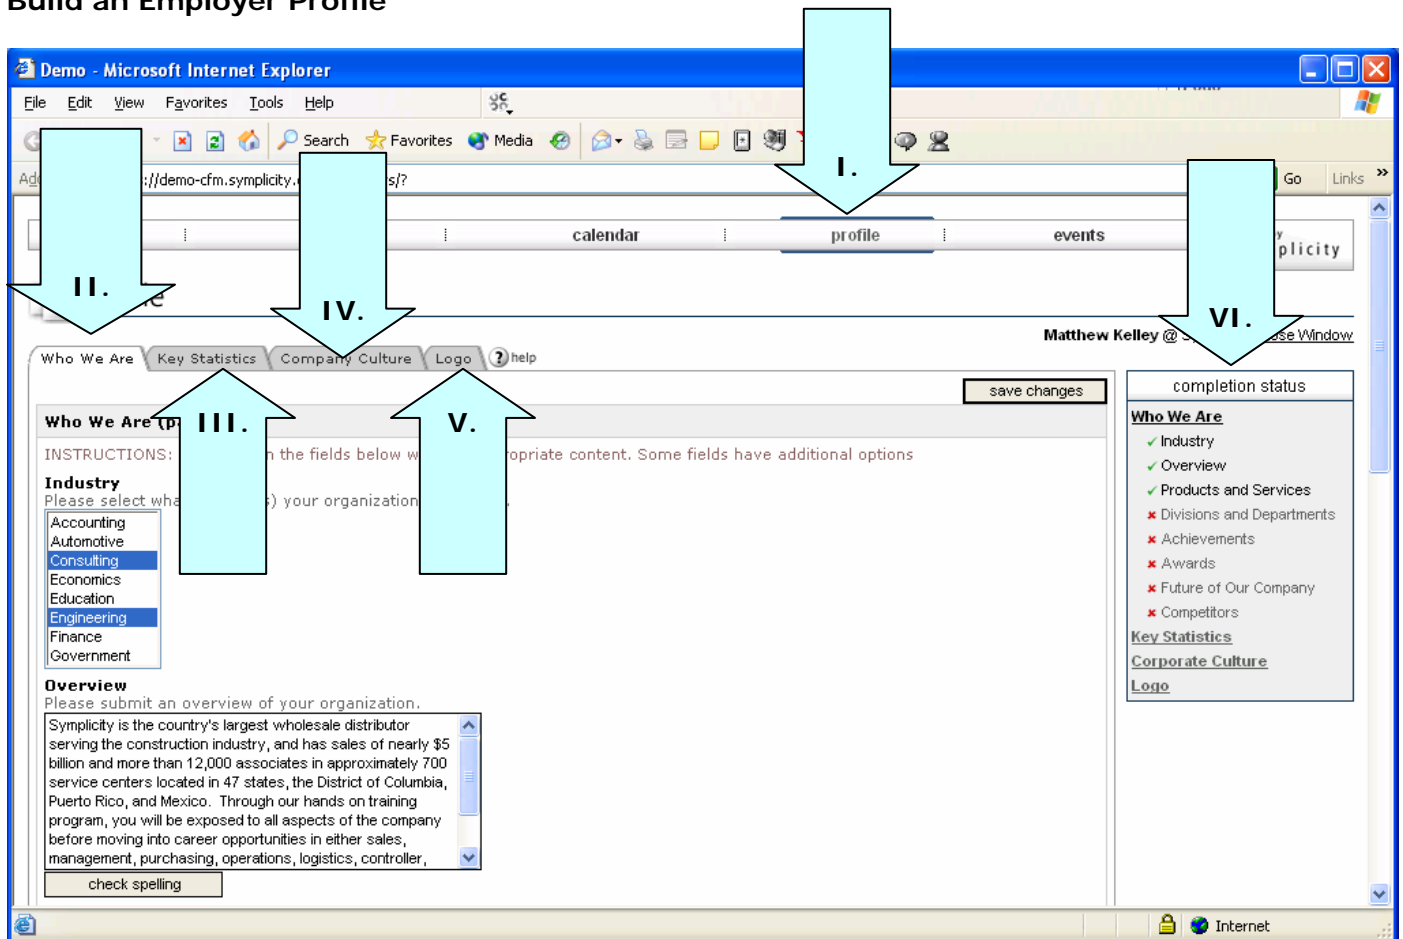 Build an Employer Profile
Demo - Microsoft Internet Explorer
File Edit View Favorites Tools Help
Search Favorites Media
I.
://demo-cfm.symplicity. s/? Go Links »
calendar profile events
plicity
II.
IV.
VI.
Matthew Kelley @ Window
Who We Are Key Statistics Company Culture Logo ? help
save changes
completion status
III.
V.
Who We Are
INSTRUCTIONS: the fields below content. Some fields have additional options
Industry
Please select your organization
Accounting
Automotive
Consulting
Economics
Education
Engineering
Finance
Government
Overview
Please submit an overview of your organization.
Symplicity is the country's largest wholesale distributor
serving the construction industry, and has sales of nearly $5
billion and more than 12,000 associates in approximately 700
service centers located in 47 states, the District of Columbia,
Puerto Rico, and Mexico. Through our hands on training
program, you will be exposed to all aspects of the company
before moving into career opportunities in either sales,
management, purchasing, operations, logistics, controller,
check spelling
Who We Are
✓ Industry
✓ Overview
✓ Products and Services
✗ Divisions and Departments
✗ Achievements
✗ Awards
✗ Future of Our Company
✗ Competitors
Key Statistics
Corporate Culture
Logo
Internet